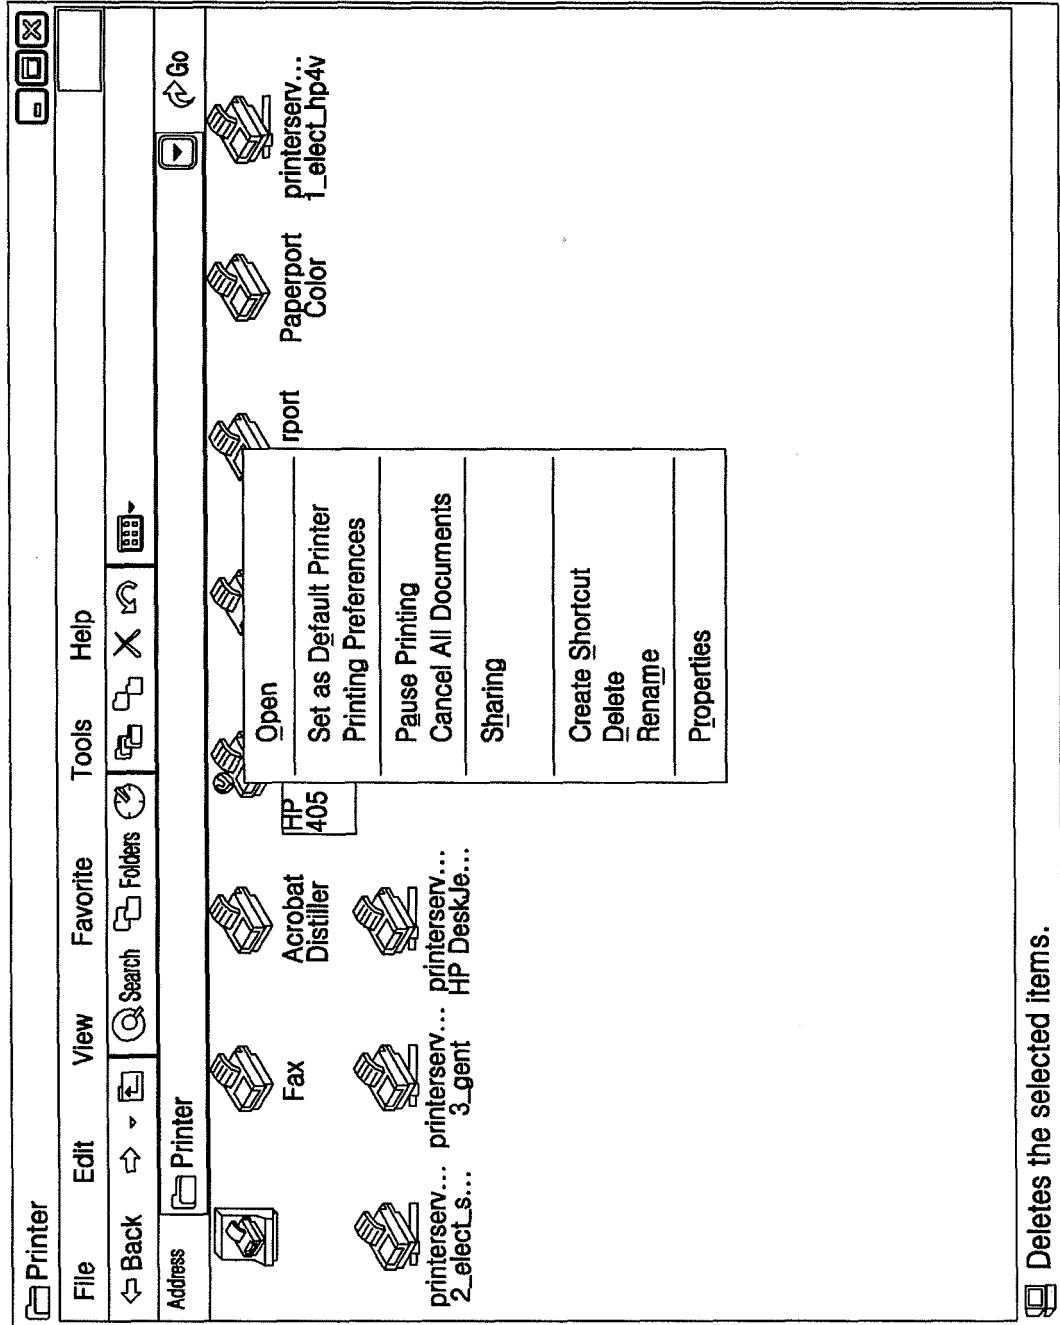 Printer
File Edit View Favorite Tools Help
Back Search Folders
Address Printer Go
Fax
Acrobat
Distiller
HP
405
rport
Paperport
Color
printerserv...
1_elect_hp4v
printerserv...
2_elect_s...
printerserv...
3_gent
printerserv...
HP DeskJe...
Open
Set as Default Printer
Printing Preferences
Pause Printing
Cancel All Documents
Sharing
Create Shortcut
Delete
Rename
Properties
Deletes the selected items.